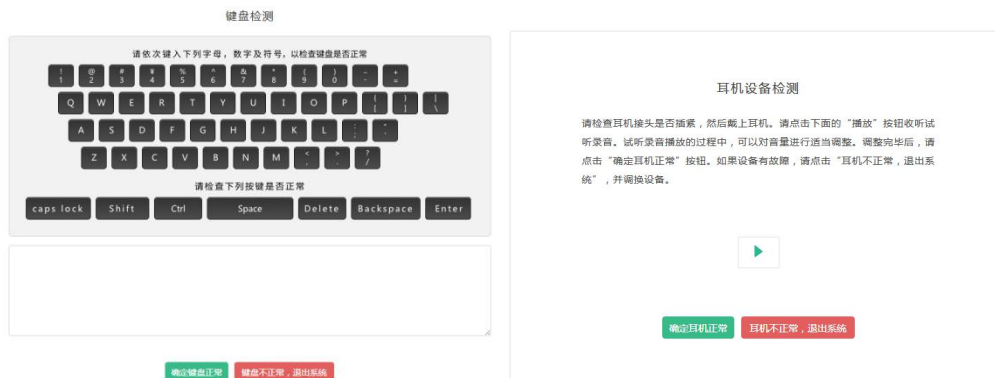 键盘检测
请依次键入下列字母，数字及符号，以检查键盘是否正常
! @ # ¥ % ^ & * ( ) - +
1 2 3 4 5 6 7 8 9 0 - =
Q W E R T Y U I O P { } |
[ ] \
A S D F G H J K L : "
; '
Z X C V B N M < > ?
, . /
请检查下列按键是否正常
caps lock Shift Ctrl Space Delete Backspace Enter
确定键盘正常 键盘不正常，退出系统
耳机设备检测
请检查耳机接头是否插紧，然后戴上耳机。请点击下面的“播放”按钮收听试
听录音。试听录音播放的过程中，可以对音量进行适当调整。调整完毕后，请
点击“确定耳机正常”按钮。如果设备有故障，请点击“耳机不正常，退出系
统”，并调换设备。
确定耳机正常 耳机不正常，退出系统